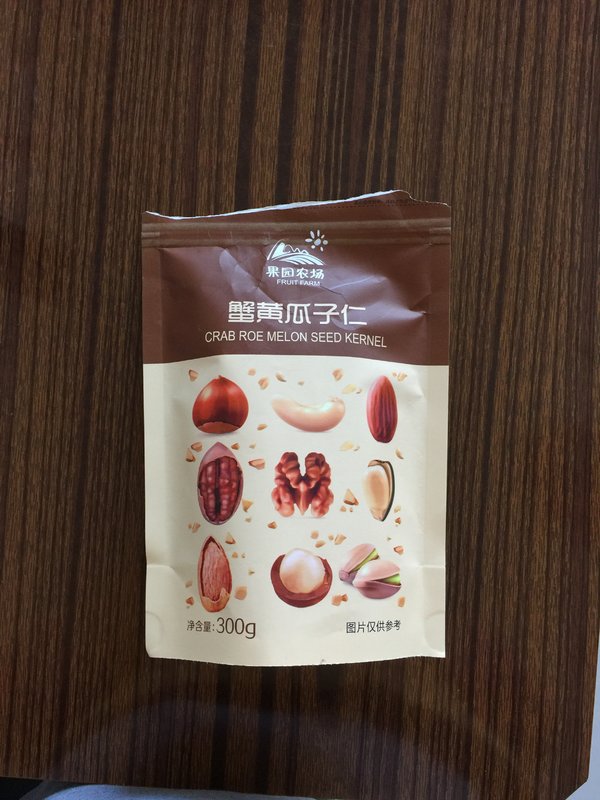 果园农场
FRUIT FARM
蟹黄瓜子仁
CRAB ROE MELON SEED KERNEL
净含量:300g
图片仅供参考